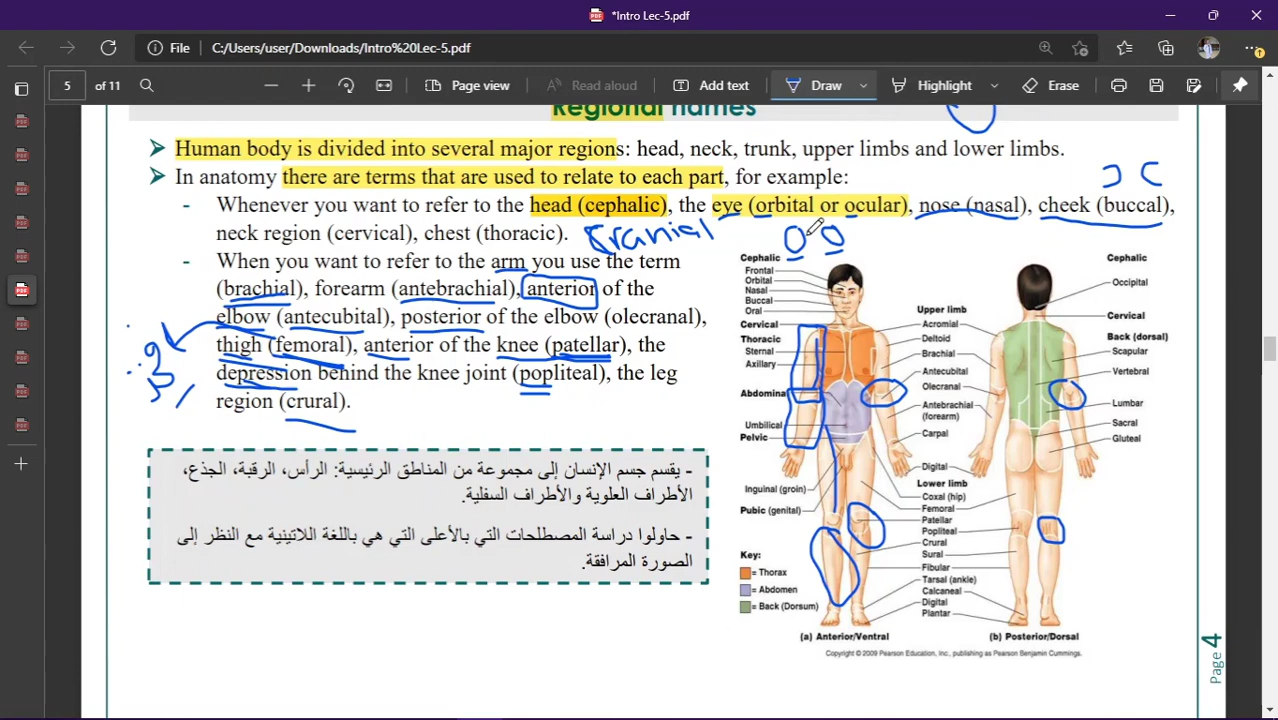 *Intro Lec-5.pdf
File
C:/Users/user/Downloads/Intro%20Lec-5.pdf
5 of 11
Page view
Read aloud
Add text
Draw
Highlight
Erase
Regional names
➤ Human body is divided into several major regions: head, neck, trunk, upper limbs and lower limbs.
➤ In anatomy there are terms that are used to relate to each part, for example:
- Whenever you want to refer to the head (cephalic), the eye (orbital or ocular), nose (nasal), cheek (buccal),
neck region (cervical), chest (thoracic).
cranial
- When you want to refer to the arm you use the term
(brachial), forearm (antebrachial), anterior of the
elbow (antecubital), posterior of the elbow (olecranal),
thigh (femoral), anterior of the knee (patellar), the
depression behind the knee joint (popliteal), the leg
region (crural).
- يقسم جسم الإنسان إلى مجموعة من المناطق الرئيسية: الرأس، الرقبة، الجذع،
الأطراف العلوية والأطراف السفلية.
- حاولوا دراسة المصطلحات التي بالأعلى التي هي باللغة اللاتينية مع النظر إلى
الصورة المرافقة.
Cephalic
Frontal
Orbital
Nasal
Buccal
Oral
Cervical
Thoracic
Sternal
Axillary
Abdominal
Umbilical
Pelvic
Inguinal (groin)
Pubic (genital)
Key:
= Thorax
= Abdomen
= Back (Dorsum)
Upper limb
Acromial
Deltoid
Brachial
Antecubital
Olecranal
Antebrachial
(forearm)
Carpal
Digital
Lower limb
Coxal (hip)
Femoral
Patellar
Popliteal
Crural
Sural
Fibular
Tarsal (ankle)
Calcaneal
Digital
Plantar
Cephalic
Occipital
Cervical
Back (dorsal)
Scapular
Vertebral
Lumbar
Sacral
Gluteal
(a) Anterior/Ventral
(b) Posterior/Dorsal
Copyright © 2009 Pearson Education, Inc., publishing as Pearson Benjamin Cummings.
Page 4